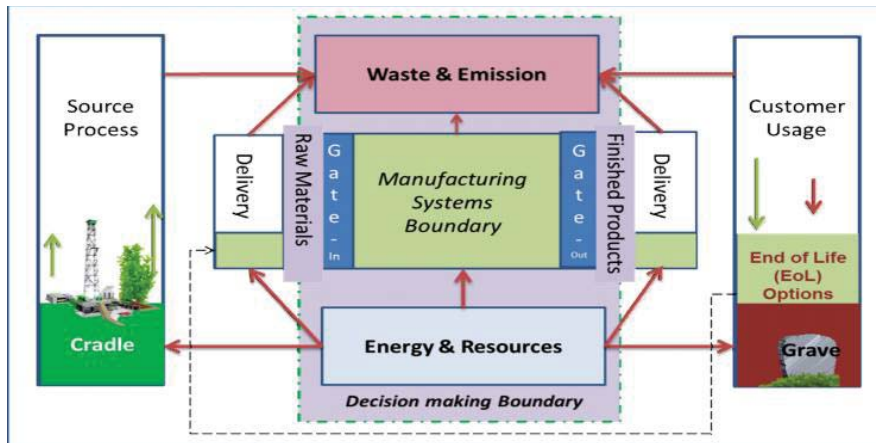 Waste & Emission
Source
Process
Cradle
Delivery
Raw Materials
Gate-
In
Manufacturing
Systems
Boundary
Gate-
Out
Finished Products
Delivery
Customer
Usage
End of Life
(EoL)
Options
Grave
Energy & Resources
Decision making Boundary